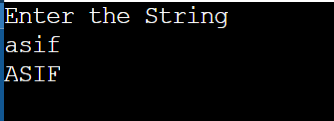 Enter the String
asif
ASIF